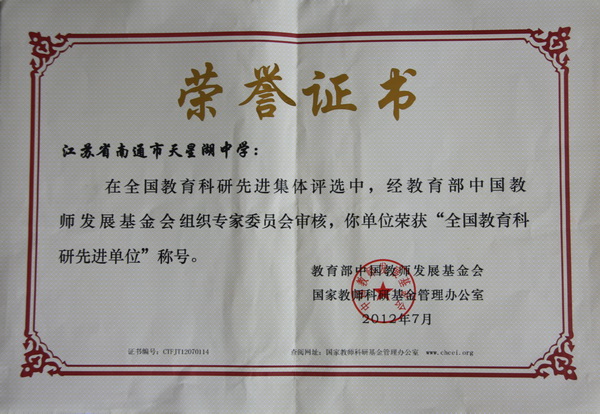 荣誉证书
江苏省南通市天星湖中学：
在全国教育科研先进集体评选中，经教育部中国教
师发展基金会组织专家委员会审核，你单位荣获“全国教育科
研先进单位”称号。
教育部中国教师发展基金会
国家教师科研基金管理办公室
2012年7月
证书编号：CTFJT12070114
查阅网址：国家教师科研基金管理办公室 www.chcei.org